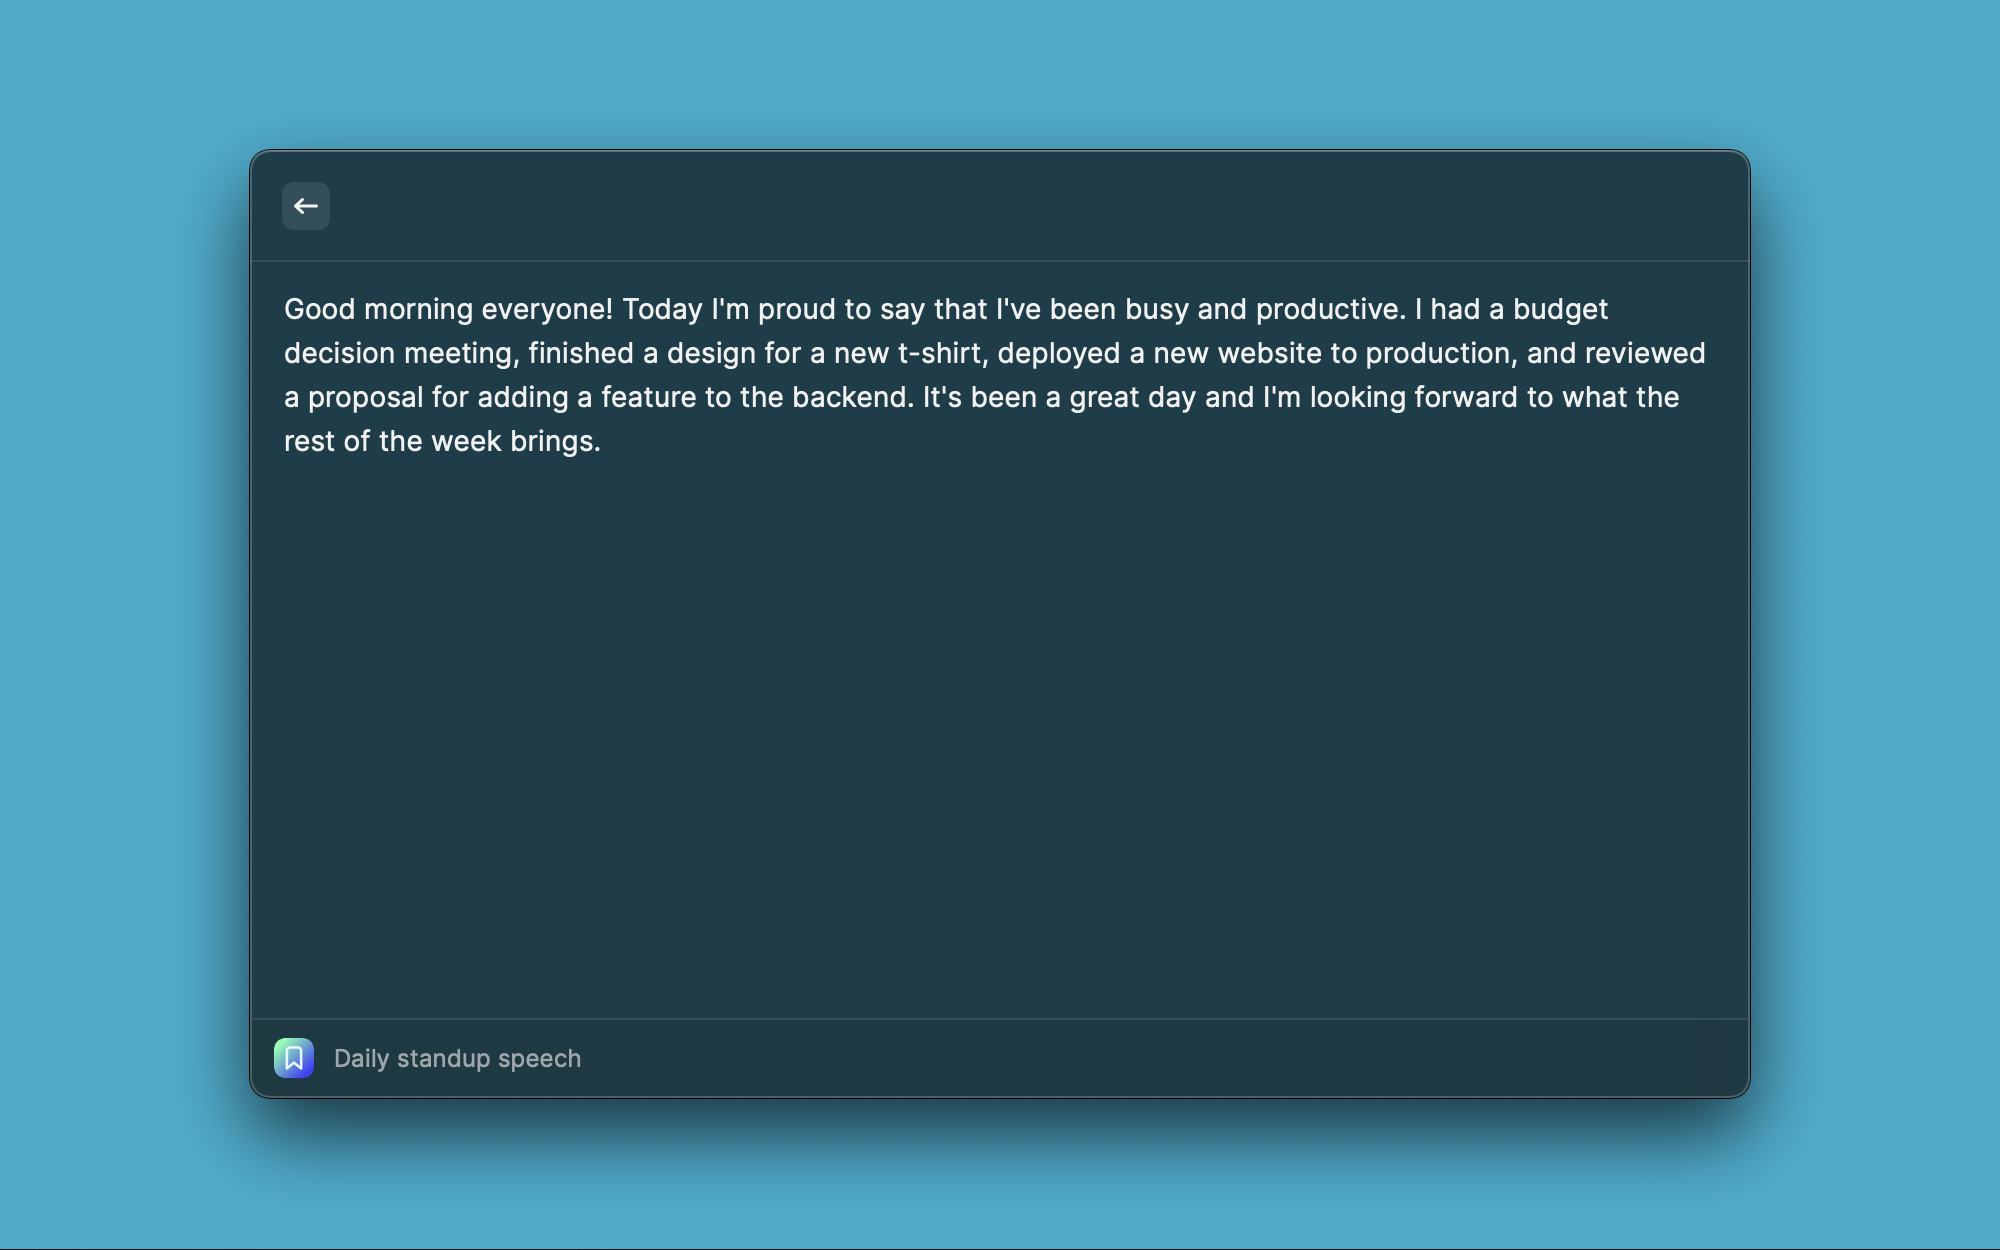 Good morning everyone! Today I'm proud to say that I've been busy and productive. I had a budget
decision meeting, finished a design for a new t-shirt, deployed a new website to production, and reviewed
a proposal for adding a feature to the backend. It's been a great day and I'm looking forward to what the
rest of the week brings.
Daily standup speech